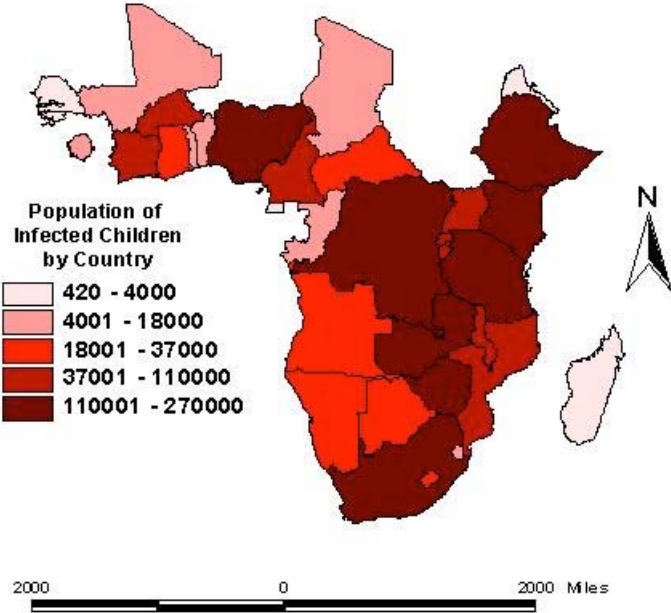 N
Population of
Infected Children
by Country
420 - 4000
4001 - 18000
18001 - 37000
37001 - 110000
110001 - 270000
2000 0 2000 Miles